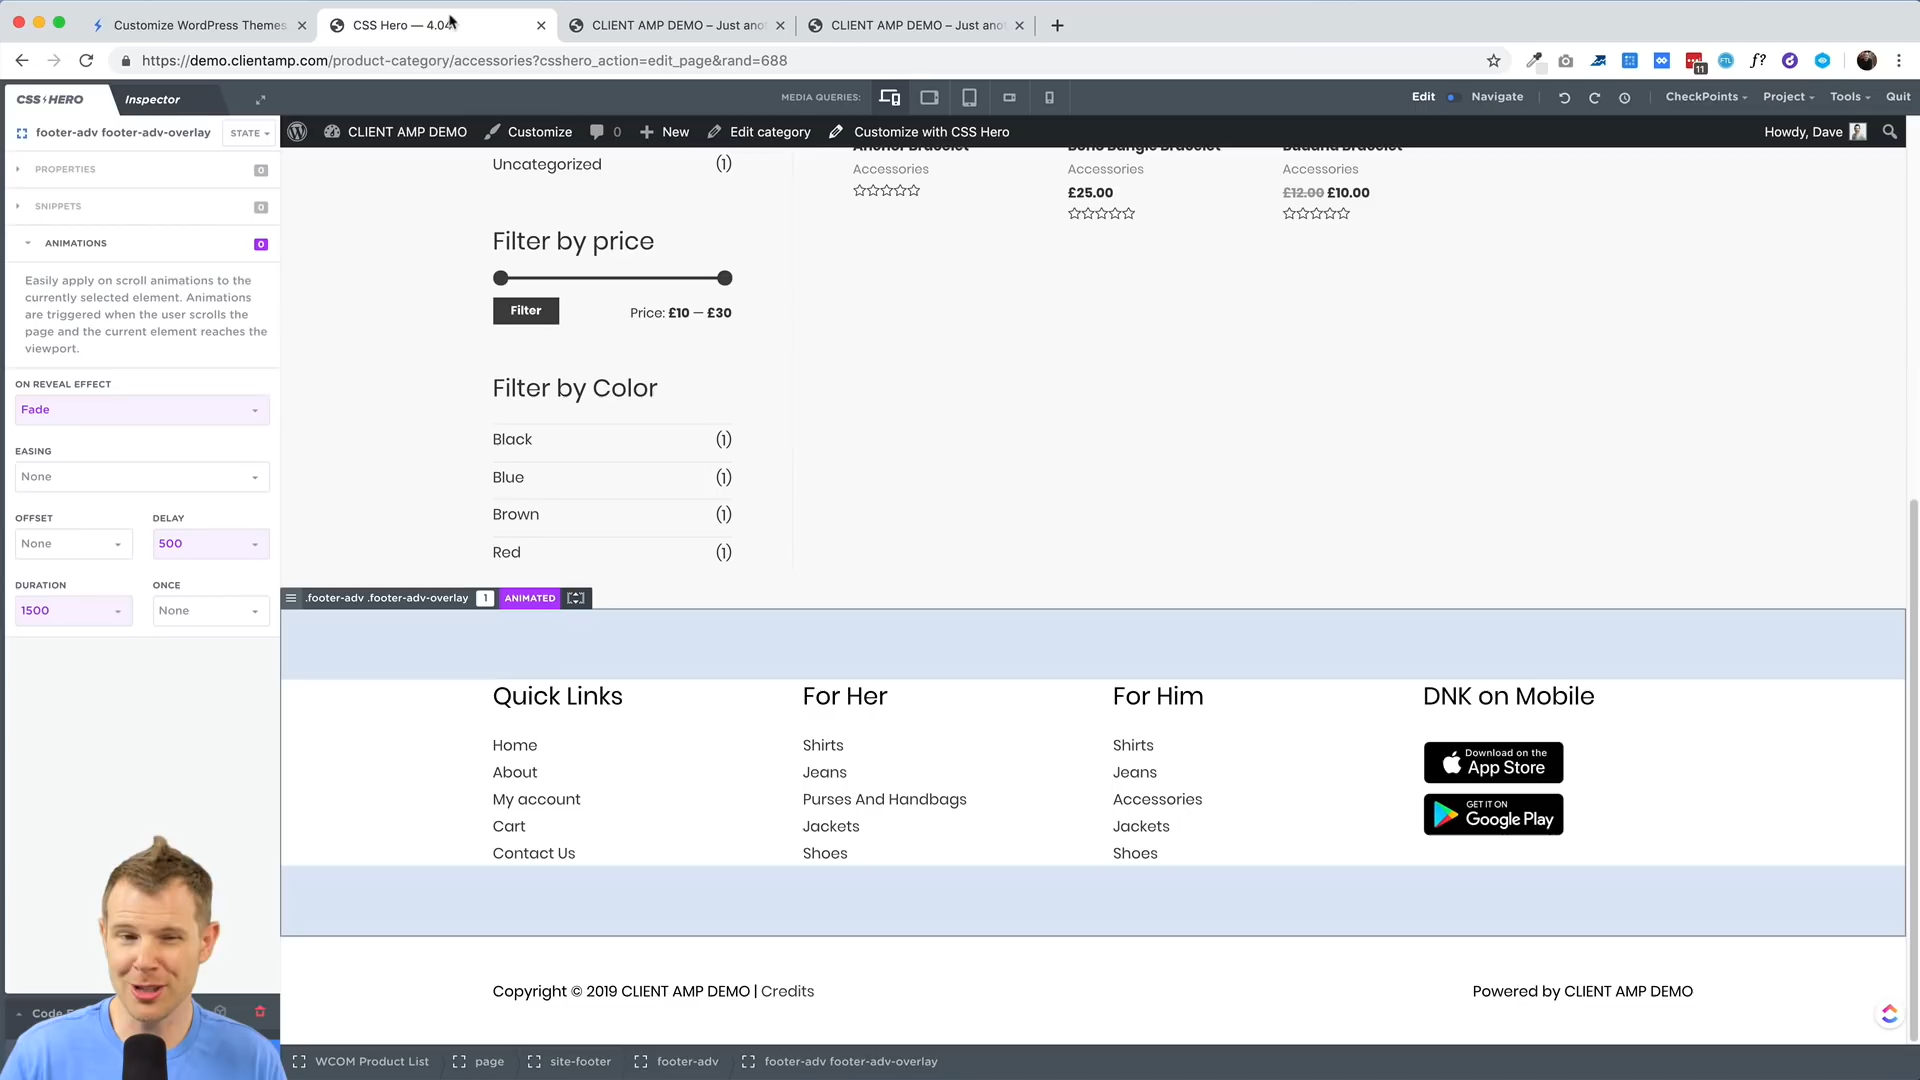 Customize WordPress Themes
CSS Hero — 4.04
CLIENT AMP DEMO – Just ano
CLIENT AMP DEMO – Just ano
https://demo.clientamp.com/product-category/accessories?csshero_action=edit_page&rand=688
11
FTL
f?
CSS HERO
Inspector
MEDIA QUERIES:
Edit
Navigate
CheckPoints
Project
Tools
Quit
footer-adv footer-adv-overlay
STATE
CLIENT AMP DEMO
Customize
0
New
Edit category
Customize with CSS Hero
Howdy, Dave
PROPERTIES
0
SNIPPETS
0
ANIMATIONS
0
Easily apply on scroll animations to the
currently selected element. Animations
are triggered when the user scrolls the
page and the current element reaches the
viewport.
ON REVEAL EFFECT
Fade
EASING
None
OFFSET
DELAY
None
500
DURATION
ONCE
1500
None
Uncategorized (1)
Anchor Bracelet
Boho Bangle Bracelet
Buddha Bracelet
Accessories
Accessories
Accessories
£25.00
£12.00 £10.00
Filter by price
Filter
Price: £10 — £30
Filter by Color
Black (1)
Blue (1)
Brown (1)
Red (1)
.footer-adv .footer-adv-overlay 1 ANIMATED
Quick Links
Home
About
My account
Cart
Contact Us
For Her
Shirts
Jeans
Purses And Handbags
Jackets
Shoes
For Him
Shirts
Jeans
Accessories
Jackets
Shoes
DNK on Mobile
Download on the
App Store
GET IT ON
Google Play
Copyright © 2019 CLIENT AMP DEMO | Credits
Powered by CLIENT AMP DEMO
Code
WCOM Product List
page
site-footer
footer-adv
footer-adv footer-adv-overlay